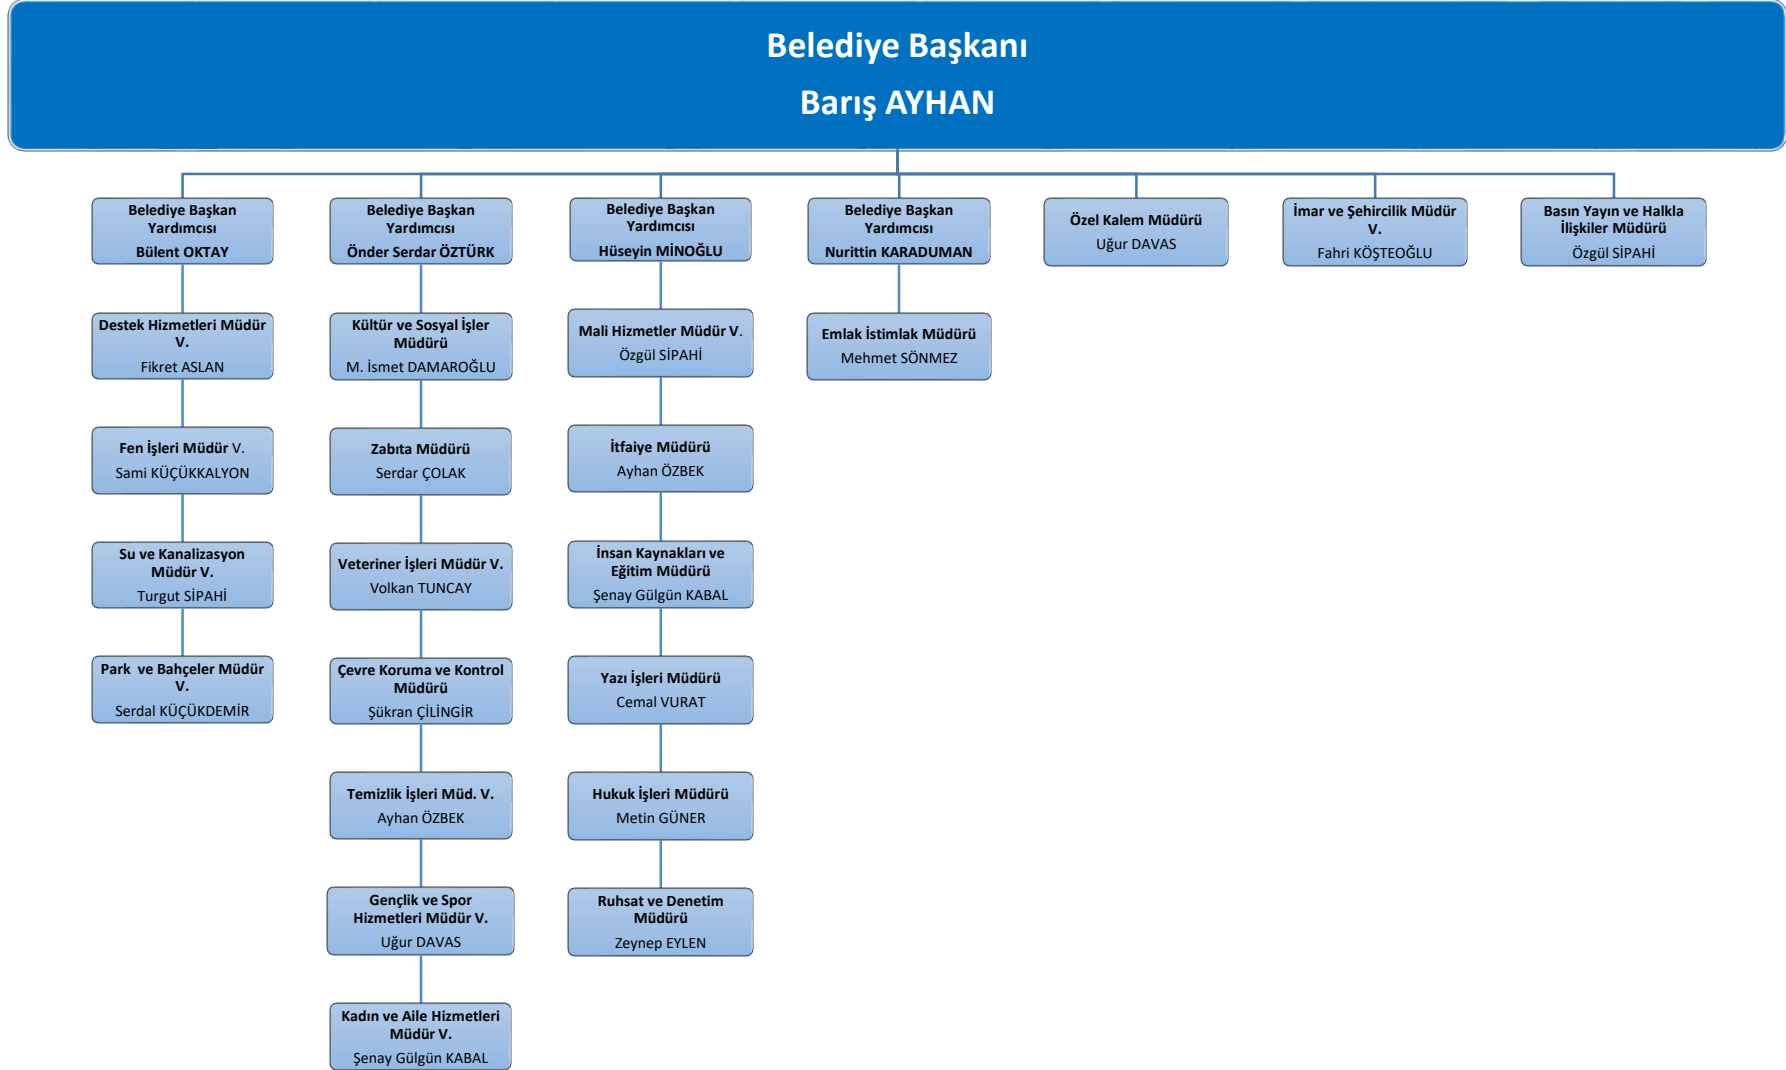 Belediye Başkanı
Barış AYHAN
Belediye Başkan
Yardımcısı
Bülent OKTAY
Destek Hizmetleri Müdür
V.
Fikret ASLAN
Fen İşleri Müdür V.
Sami KÜÇÜKKALYON
Su ve Kanalizasyon
Müdür V.
Turgut SİPAHİ
Park  ve Bahçeler Müdür
V.
Serdal KÜÇÜKDEMİR
Belediye Başkan
Yardımcısı
Önder Serdar ÖZTÜRK
Kültür ve Sosyal İşler
Müdürü
M. İsmet DAMAROĞLU
Zabıta Müdürü
Serdar ÇOLAK
Veteriner İşleri Müdür V.
Volkan TUNCAY
Çevre Koruma ve Kontrol
Müdürü
Şükran ÇİLİNGİR
Temizlik İşleri Müd. V.
Ayhan ÖZBEK
Gençlik ve Spor
Hizmetleri Müdür V.
Uğur DAVAS
Kadın ve Aile Hizmetleri
Müdür V.
Şenay Gülgün KABAL
Belediye Başkan
Yardımcısı
Hüseyin MİNOĞLU
Mali Hizmetler Müdür V.
Özgül SİPAHİ
İtfaiye Müdürü
Ayhan ÖZBEK
İnsan Kaynakları ve
Eğitim Müdürü
Şenay Gülgün KABAL
Yazı İşleri Müdürü
Cemal VURAT
Hukuk İşleri Müdürü
Metin GÜNER
Ruhsat ve Denetim
Müdürü
Zeynep EYLEN
Belediye Başkan
Yardımcısı
Nurittin KARADUMAN
Emlak İstimlak Müdürü
Mehmet SÖNMEZ
Özel Kalem Müdürü
Uğur DAVAS
İmar ve Şehircilik Müdür
V.
Fahri KÖŞTEOĞLU
Basın Yayın ve Halkla
İlişkiler Müdürü
Özgül SİPAHİ